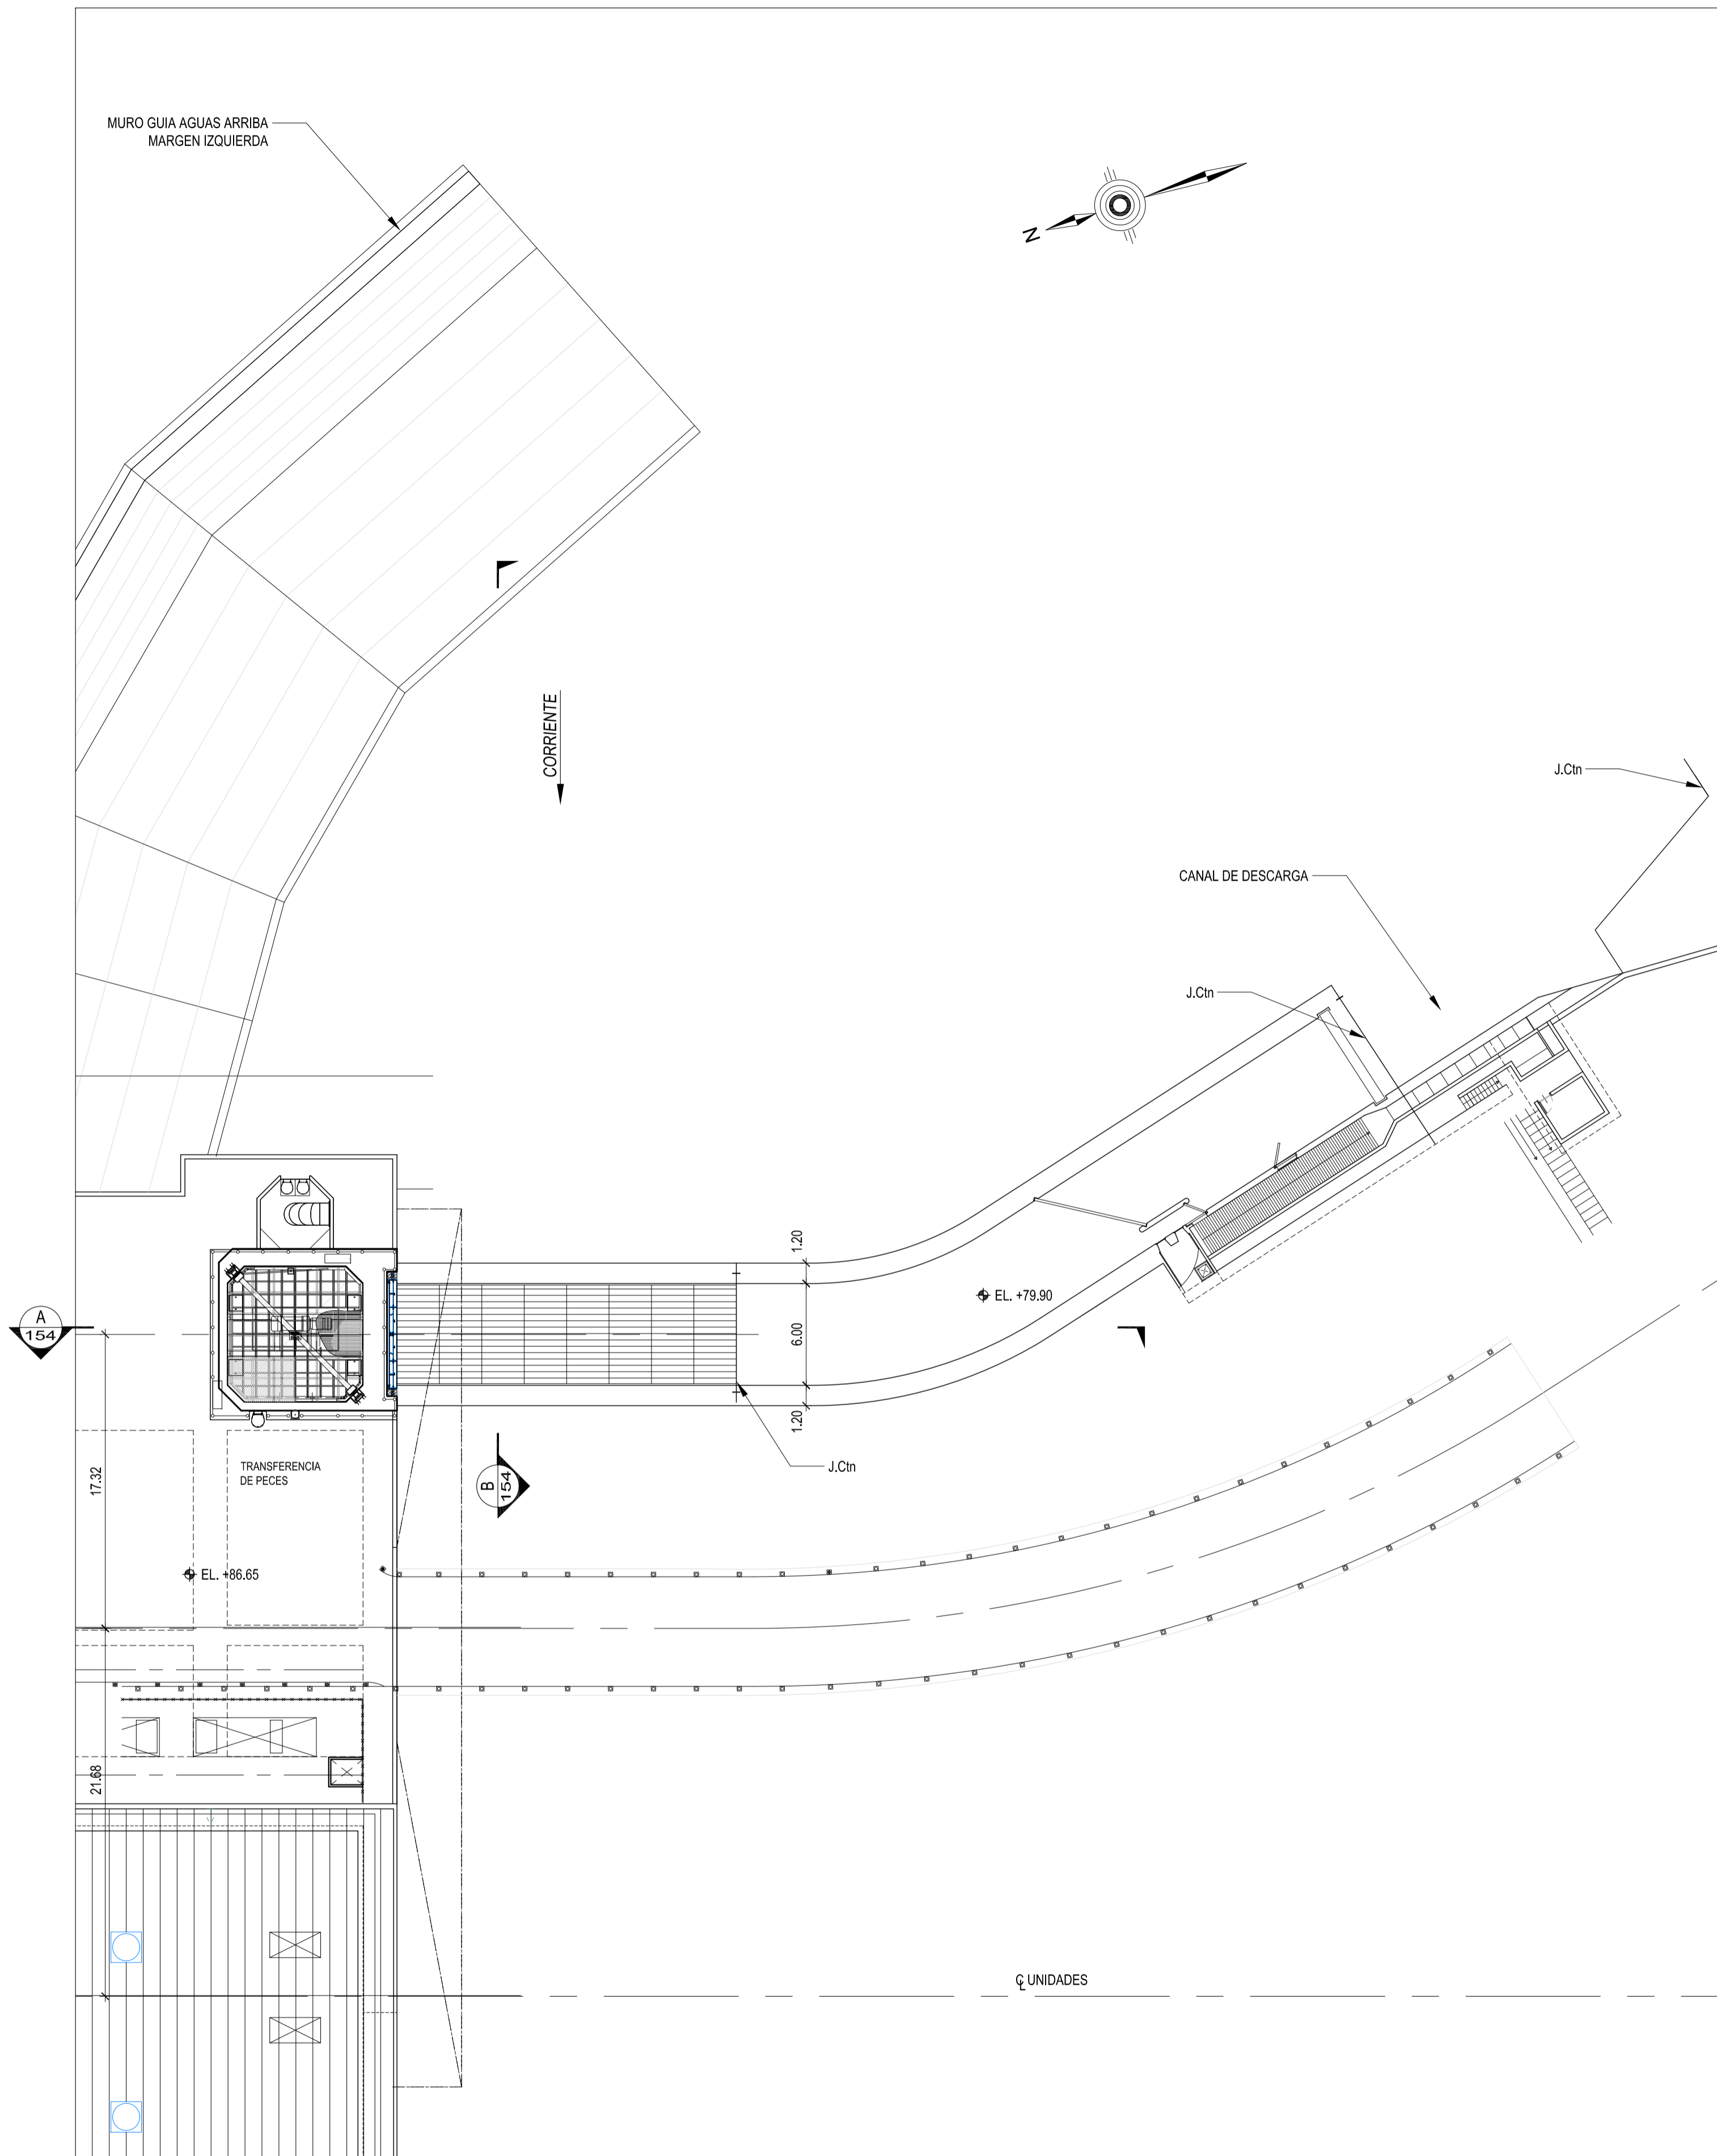 MURO GUIA AGUAS ARRIBA
MARGEN IZQUIERDA
N
CORRIENTE
J.Ctn
CANAL DE DESCARGA
J.Ctn
1.20
EL. +79.90
A
154
6.00
1.20
J.Ctn
TRANSFERENCIA
DE PECES
17.32
B
154
EL. +86.65
21.68
℄ UNIDADES